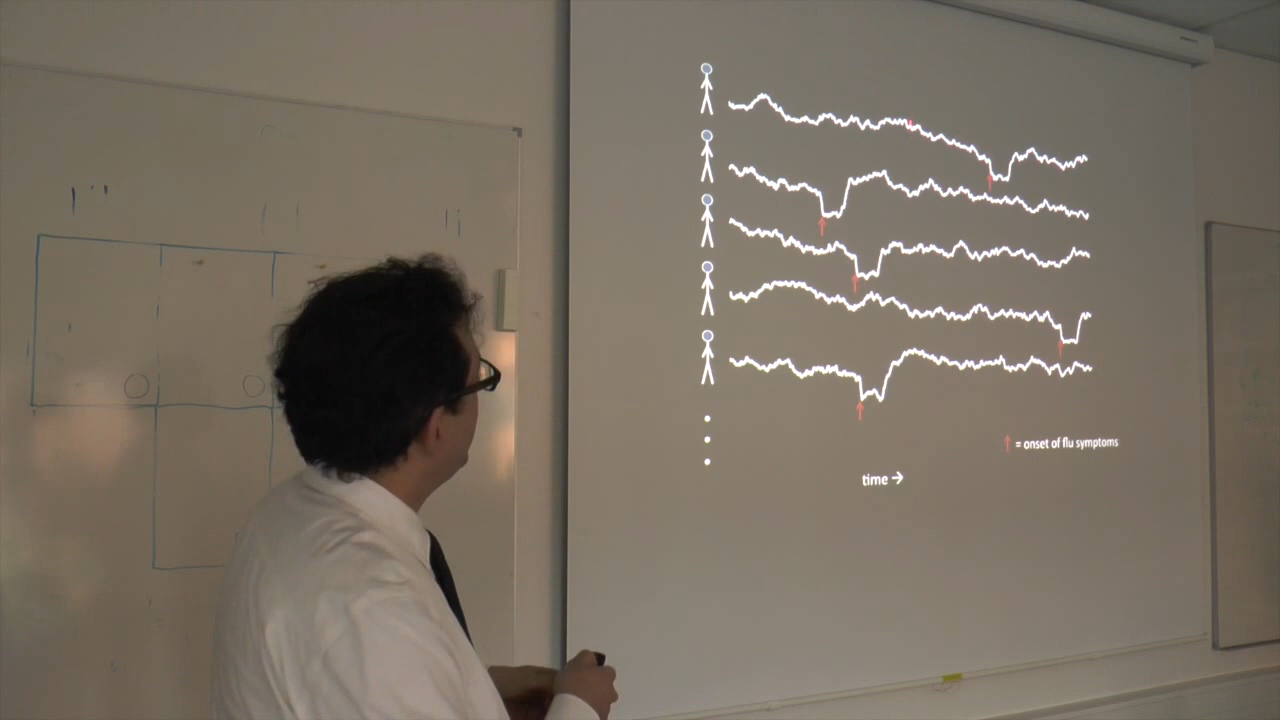 ↑ = onset of flu symptoms
time →